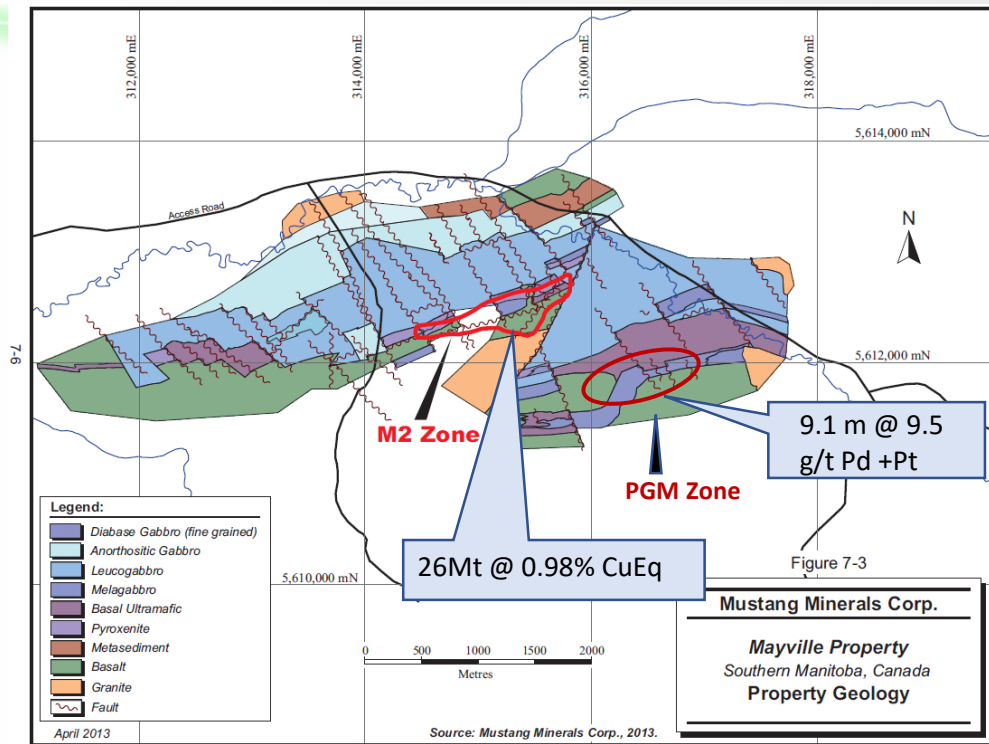 312,000 mE
314,000 mE
316,000 mE
318,000 mE
5,614,000 mN
Access Road
N
7-6
5,612,000 mN
M2 Zone
9.1 m @ 9.5
g/t Pd +Pt
PGM Zone
Legend:
Diabase Gabbro (fine grained)
Anorthositic Gabbro
Leucogabbro
Melagabbro
Basal Ultramafic
Pyroxenite
Metasediment
Basalt
Granite
Fault
26Mt @ 0.98% CuEq
5,610,000 mN
Figure 7-3
Mustang Minerals Corp.
Mayville Property
Southern Manitoba, Canada
Property Geology
0 500 1000 1500 2000
Metres
April 2013
Source: Mustang Minerals Corp., 2013.